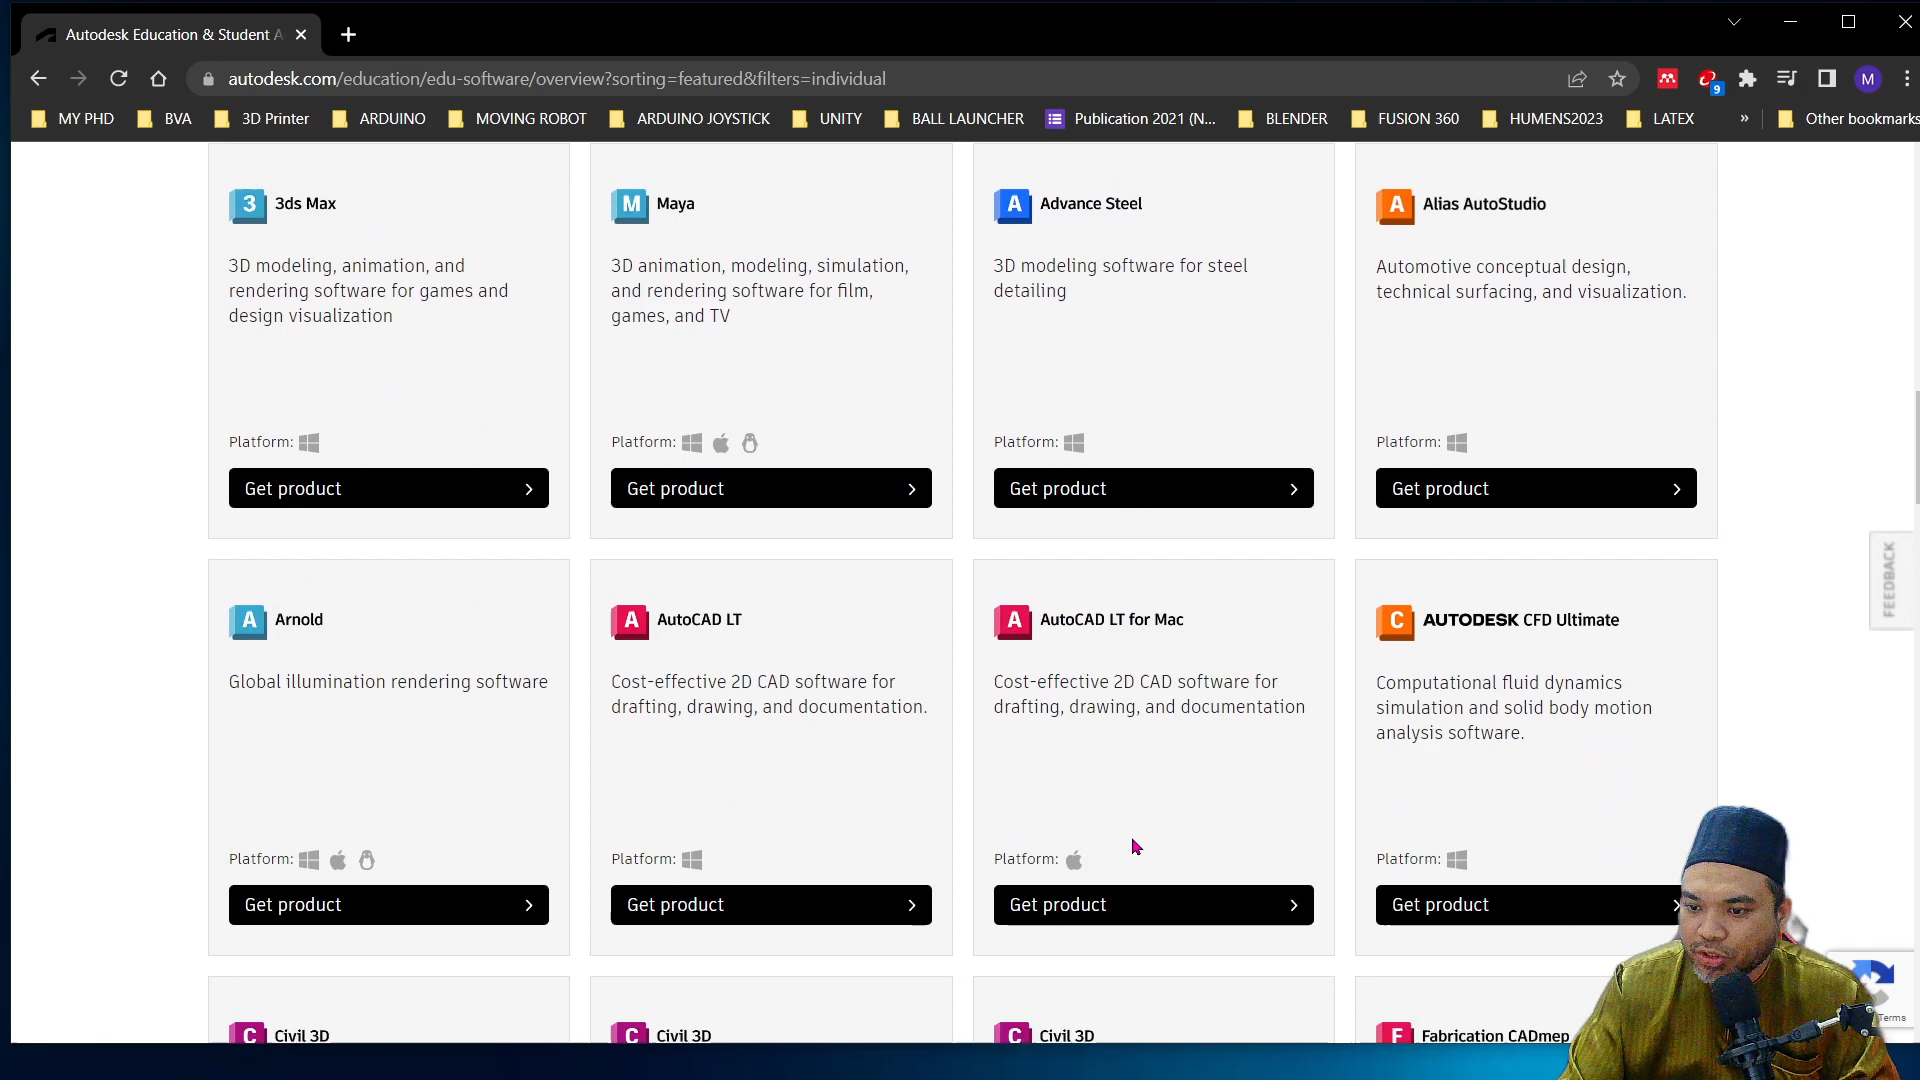 Autodesk Education & Student A
autodesk.com/education/edu-software/overview?sorting=featured&filters=individual
9
M
MY PHD
BVA
3D Printer
ARDUINO
MOVING ROBOT
ARDUINO JOYSTICK
UNITY
BALL LAUNCHER
Publication 2021 (N...
BLENDER
FUSION 360
HUMENS2023
LATEX
»
Other bookmarks
3 3ds Max
3D modeling, animation, and
rendering software for games and
design visualization
Platform:
Get product
M Maya
3D animation, modeling, simulation,
and rendering software for film,
games, and TV
Platform:
Get product
A Advance Steel
3D modeling software for steel
detailing
Platform:
Get product
A Alias AutoStudio
Automotive conceptual design,
technical surfacing, and visualization.
Platform:
Get product
FEEDBACK
A Arnold
Global illumination rendering software
Platform:
Get product
A AutoCAD LT
Cost-effective 2D CAD software for
drafting, drawing, and documentation.
Platform:
Get product
A AutoCAD LT for Mac
Cost-effective 2D CAD software for
drafting, drawing, and documentation
Platform:
Get product
C AUTODESK CFD Ultimate
Computational fluid dynamics
simulation and solid body motion
analysis software.
Platform:
Get product
C Civil 3D
C Civil 3D
C Civil 3D
F Fabrication CADmep
Terms